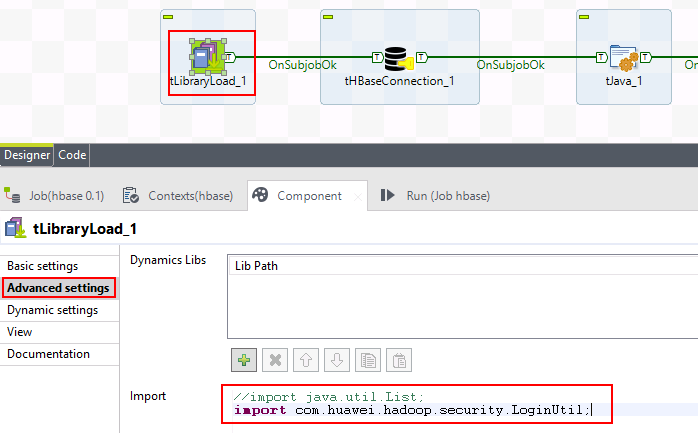 T
T
T
T
T
OnSubjobOk
OnSubjobOk
On
tLibraryLoad_1
tHBaseConnection_1
tJava_1
Designer
Code
Job(hbase 0.1)
Contexts(hbase)
Component
Run (Job hbase)
tLibraryLoad_1
Basic settings
Advanced settings
Dynamic settings
View
Documentation
Dynamics Libs
Lib Path
Import
//import java.util.List;
import com.huawei.hadoop.security.LoginUtil;